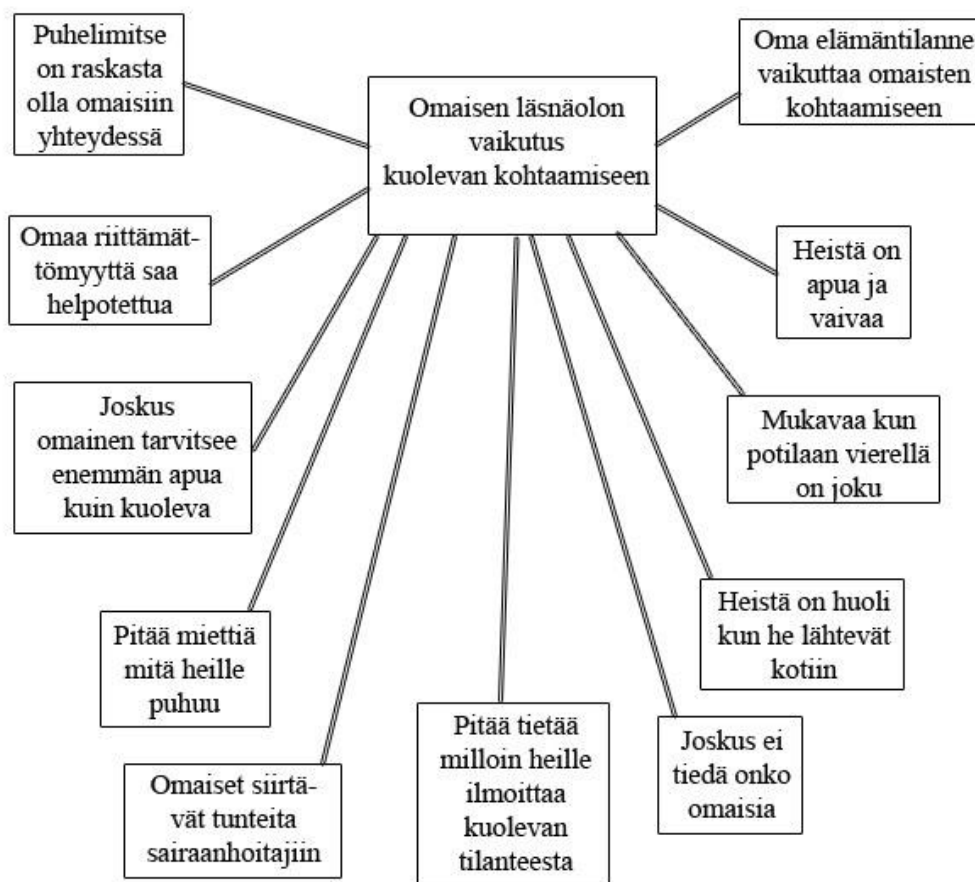 Puhelimitse
on raskasta
olla omaisiin
yhteydessä
Omaisen läsnäolon
vaikutus
kuolevan kohtaamiseen
Oma elämäntilanne
vaikuttaa omaisten
kohtaamiseen
Omaa riittämät-
tömyyttä saa
helpotettua
Heistä on
apua ja
vaivaa
Joskus
omainen tarvitsee
enemmän apua
kuin kuoleva
Mukavaa kun
potilaan vierellä
on joku
Pitää miettiä
mitä heille
puhuu
Heistä on huoli
kun he lähtevät
kotiin
Omaiset siirtä-
vät tunteita
sairaanhoitajiin
Pitää tietää
milloin heille
ilmoittaa
kuolevan
tilanteesta
Joskus ei
tiedä onko
omaisia